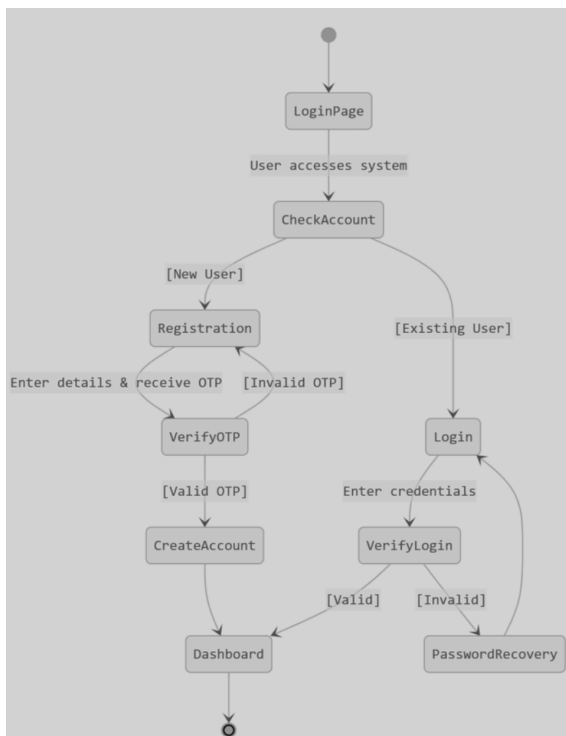 LoginPage
User accesses system
CheckAccount
[New User]
Registration
[Existing User]
Enter details & receive OTP
[Invalid OTP]
VerifyOTP
Login
[Valid OTP]
Enter credentials
CreateAccount
VerifyLogin
[Valid]
[Invalid]
Dashboard
PasswordRecovery